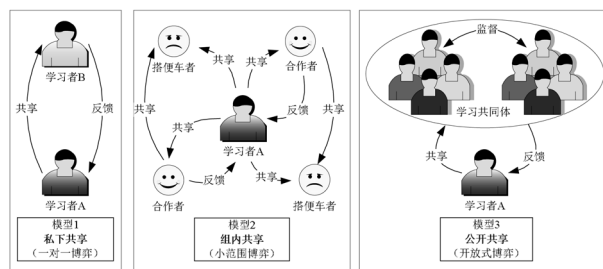 学习者B
共享
反馈
学习者A
模型1
私下共享
（一对一博弈）
搭便车者
共享
共享
合作者
共享
反馈
共享
共享
学习者A
合作者
反馈
共享
搭便车者
模型2
组内共享
（小范围博弈）
监督
学习共同体
共享
反馈
学习者A
模型3
公开共享
（开放式博弈）